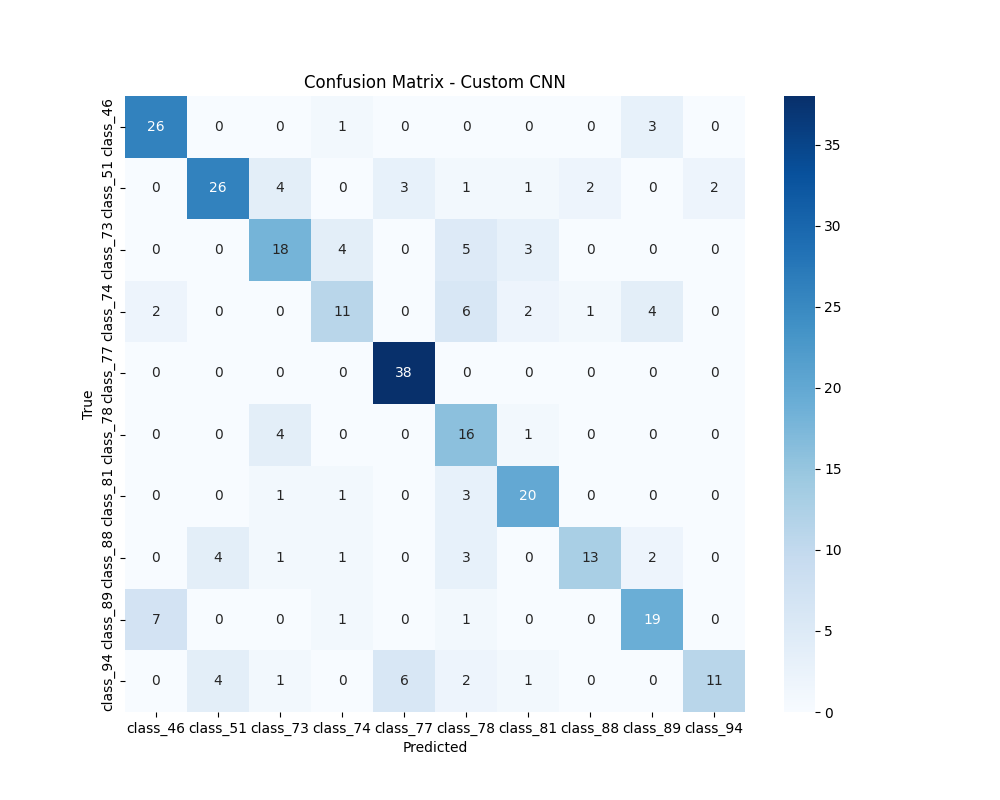 Confusion Matrix - Custom CNN
class_46 26 0 0 1 0 0 0 0 3 0
class_51 0 26 4 0 3 1 1 2 0 2
class_73 0 0 18 4 0 5 3 0 0 0
class_74 2 0 0 11 0 6 2 1 4 0
class_77 0 0 0 0 38 0 0 0 0 0
class_78 0 0 4 0 0 16 1 0 0 0
class_81 0 0 1 1 0 3 20 0 0 0
class_88 0 4 1 1 0 3 0 13 2 0
class_89 7 0 0 1 0 1 0 0 19 0
class_94 0 4 1 0 6 2 1 0 0 11
True
class_46 class_51 class_73 class_74 class_77 class_78 class_81 class_88 class_89 class_94
Predicted
35
30
25
20
15
10
5
0